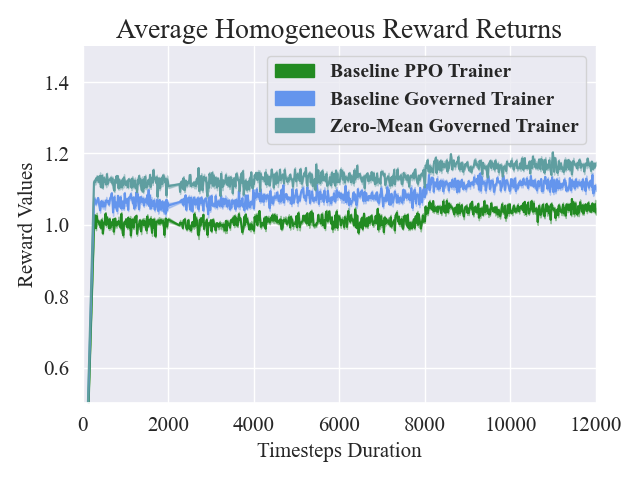 Average Homogeneous Reward Returns
Baseline PPO Trainer
Baseline Governed Trainer
Zero-Mean Governed Trainer
Reward Values
1.4
1.2
1.0
0.8
0.6
0 2000 4000 6000 8000 10000 12000
Timesteps Duration